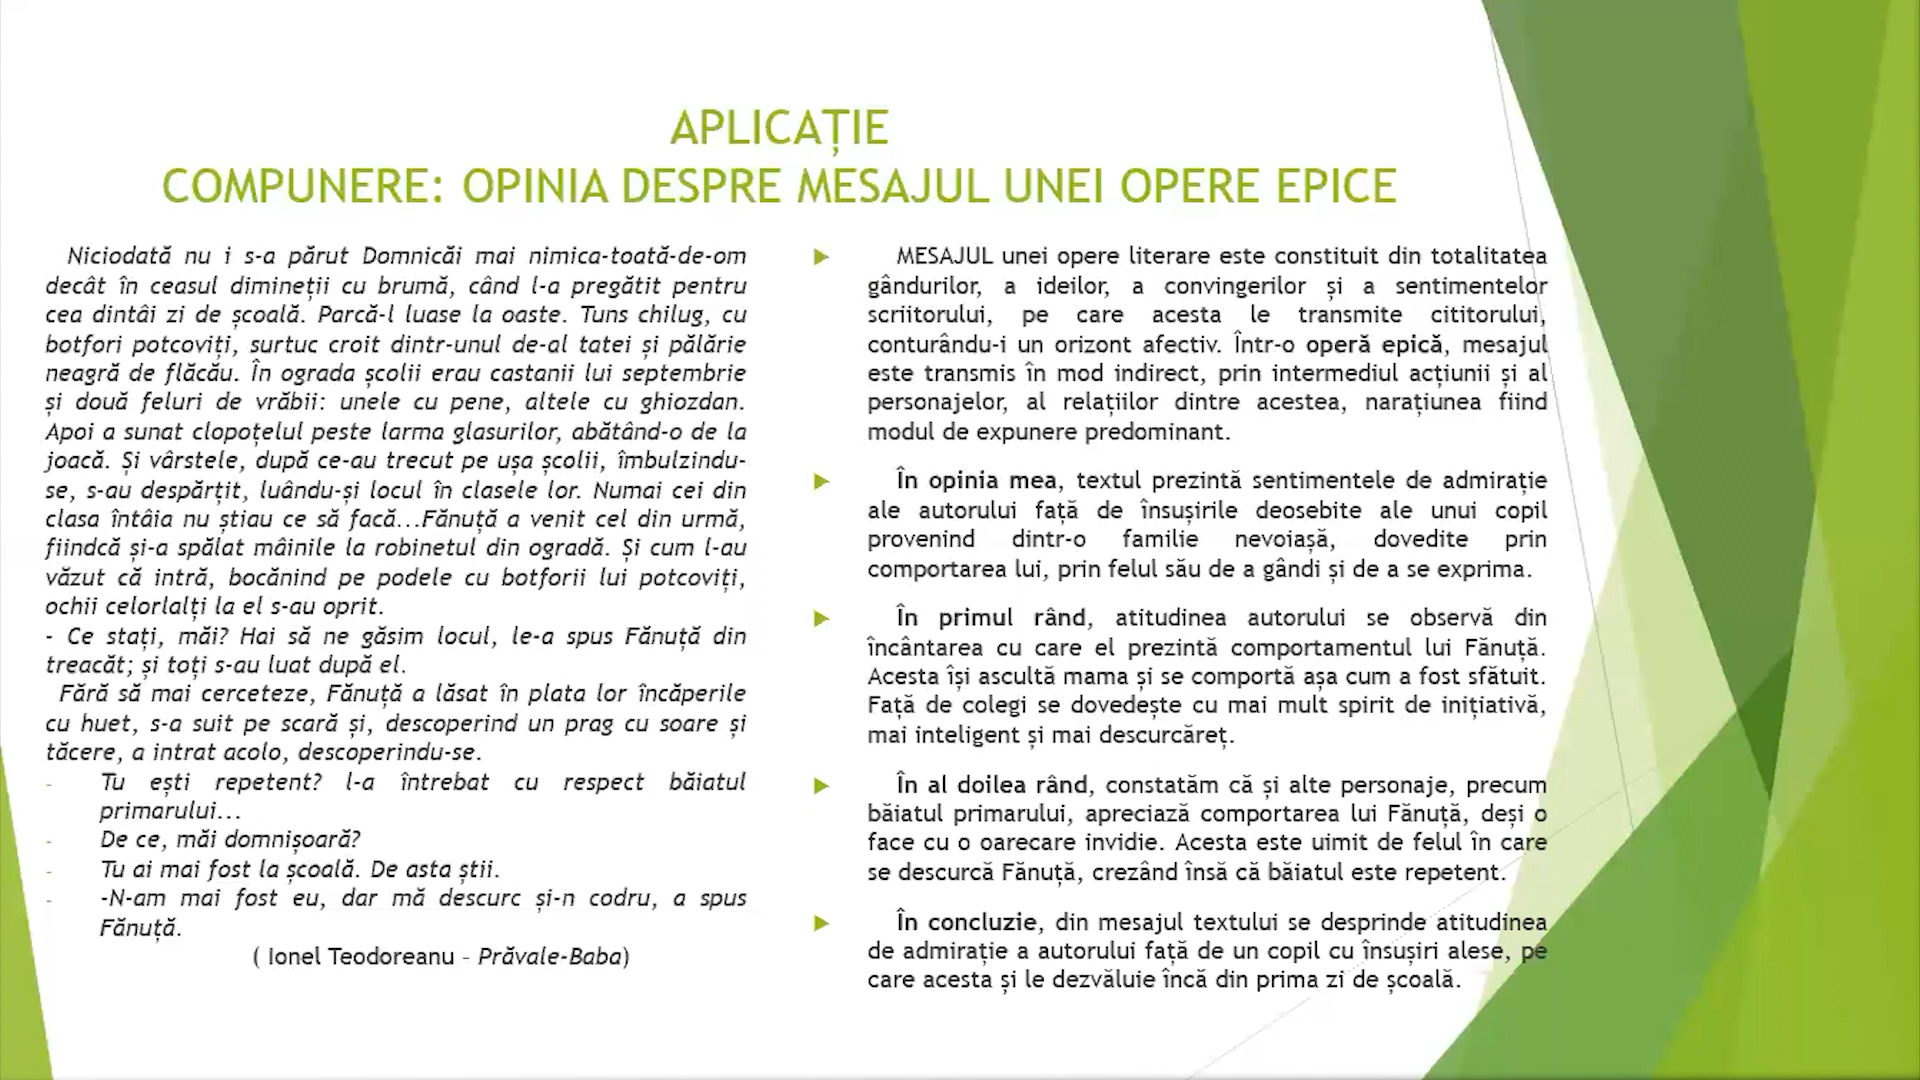 APLICAȚIE
COMPUNERE: OPINIA DESPRE MESAJUL UNEI OPERE EPICE
Niciodată nu i s-a părut Domnicăi mai nimica-toată-de-om
decât în ceasul dimineții cu brumă, când l-a pregătit pentru
cea dintâi zi de școală. Parcă-l luase la oaste. Tuns chilug, cu
botfori potcoviți, surtuc croit dintr-unul de-al tatei și pălărie
neagră de flăcău. În ograda școlii erau castanii lui septembrie
și două feluri de vrăbii: unele cu pene, altele cu ghiozdan.
Apoi a sunat clopoțelul peste larma glasurilor, abătând-o de la
joacă. Și vârstele, după ce-au trecut pe ușa școlii, îmbulzindu-
se, s-au despărțit, luându-și locul în clasele lor. Numai cei din
clasa întâia nu știau ce să facă...Fănuță a venit cel din urmă,
fiindcă și-a spălat mâinile la robinetul din ogradă. Și cum l-au
văzut că intră, bocănind pe podele cu botforii lui potcoviți,
ochii celorlalți la el s-au oprit.
- Ce stați, măi? Hai să ne găsim locul, le-a spus Fănuță din
treacăt; și toți s-au luat după el.
Fără să mai cerceteze, Fănuță a lăsat în plata lor încăperile
cu huet, s-a suit pe scară și, descoperind un prag cu soare și
tăcere, a intrat acolo, descoperindu-se.
- Tu ești repetent? l-a întrebat cu respect băiatul
primarului...
- De ce, măi domnișoară?
- Tu ai mai fost la școală. De asta știi.
- -N-am mai fost eu, dar mă descurc și-n codru, a spus
Fănuță.
( Ionel Teodoreanu – Prăvale-Baba)
MESAJUL unei opere literare este constituit din totalitatea
gândurilor, a ideilor, a convingerilor și a sentimentelor
scriitorului, pe care acesta le transmite cititorului,
conturându-i un orizont afectiv. Într-o operă epică, mesajul
este transmis în mod indirect, prin intermediul acțiunii și al
personajelor, al relațiilor dintre acestea, narațiunea fiind
modul de expunere predominant.
În opinia mea, textul prezintă sentimentele de admirație
ale autorului față de însușirile deosebite ale unui copil
provenind dintr-o familie nevoiașă, dovedite prin
comportarea lui, prin felul său de a gândi și de a se exprima.
În primul rând, atitudinea autorului se observă din
încântarea cu care el prezintă comportamentul lui Fănuță.
Acesta își ascultă mama și se comportă așa cum a fost sfătuit.
Față de colegi se dovedește cu mai mult spirit de inițiativă,
mai inteligent și mai descurcăreț.
În al doilea rând, constatăm că și alte personaje, precum
băiatul primarului, apreciază comportarea lui Fănuță, deși o
face cu o oarecare invidie. Acesta este uimit de felul în care
se descurcă Fănuță, crezând însă că băiatul este repetent.
În concluzie, din mesajul textului se desprinde atitudinea
de admirație a autorului față de un copil cu însușiri alese, pe
care acesta și le dezvăluie încă din prima zi de școală.